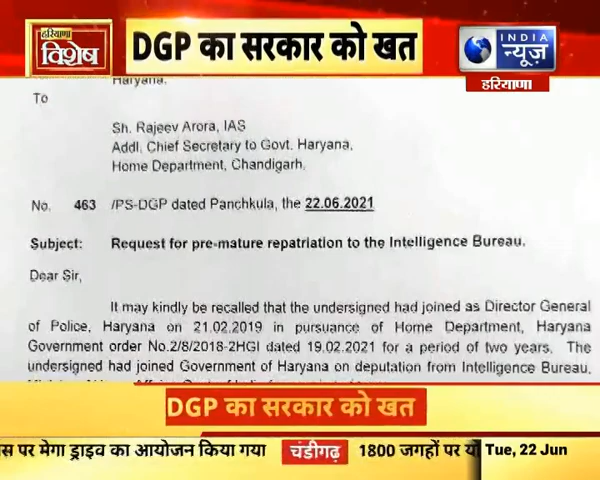 हरियाणा
विशेष
DGP का सरकार को खत
INDIA
न्यूज़
हरियाणा
Haryana.
To
Sh. Rajeev Arora, IAS
Addl. Chief Secretary to Govt. Haryana,
Home Department, Chandigarh.
No. 463 /PS-DGP dated Panchkula, the 22.06.2021
Subject: Request for pre-mature repatriation to the Intelligence Bureau.
Dear Sir,
It may kindly be recalled that the undersigned had joined as Director General
of Police, Haryana on 21.02.2019 in pursuance of Home Department, Haryana
Government order No.2/8/2018-2HGI dated 19.02.2021 for a period of two years. The
undersigned had joined Government of Haryana on deputation from Intelligence Bureau,
DGP का सरकार को खत
स पर मेगा ड्राइव का आयोजन किया गया चंडीगढ़ 1800 जगहों पर यो Tue, 22 Jun